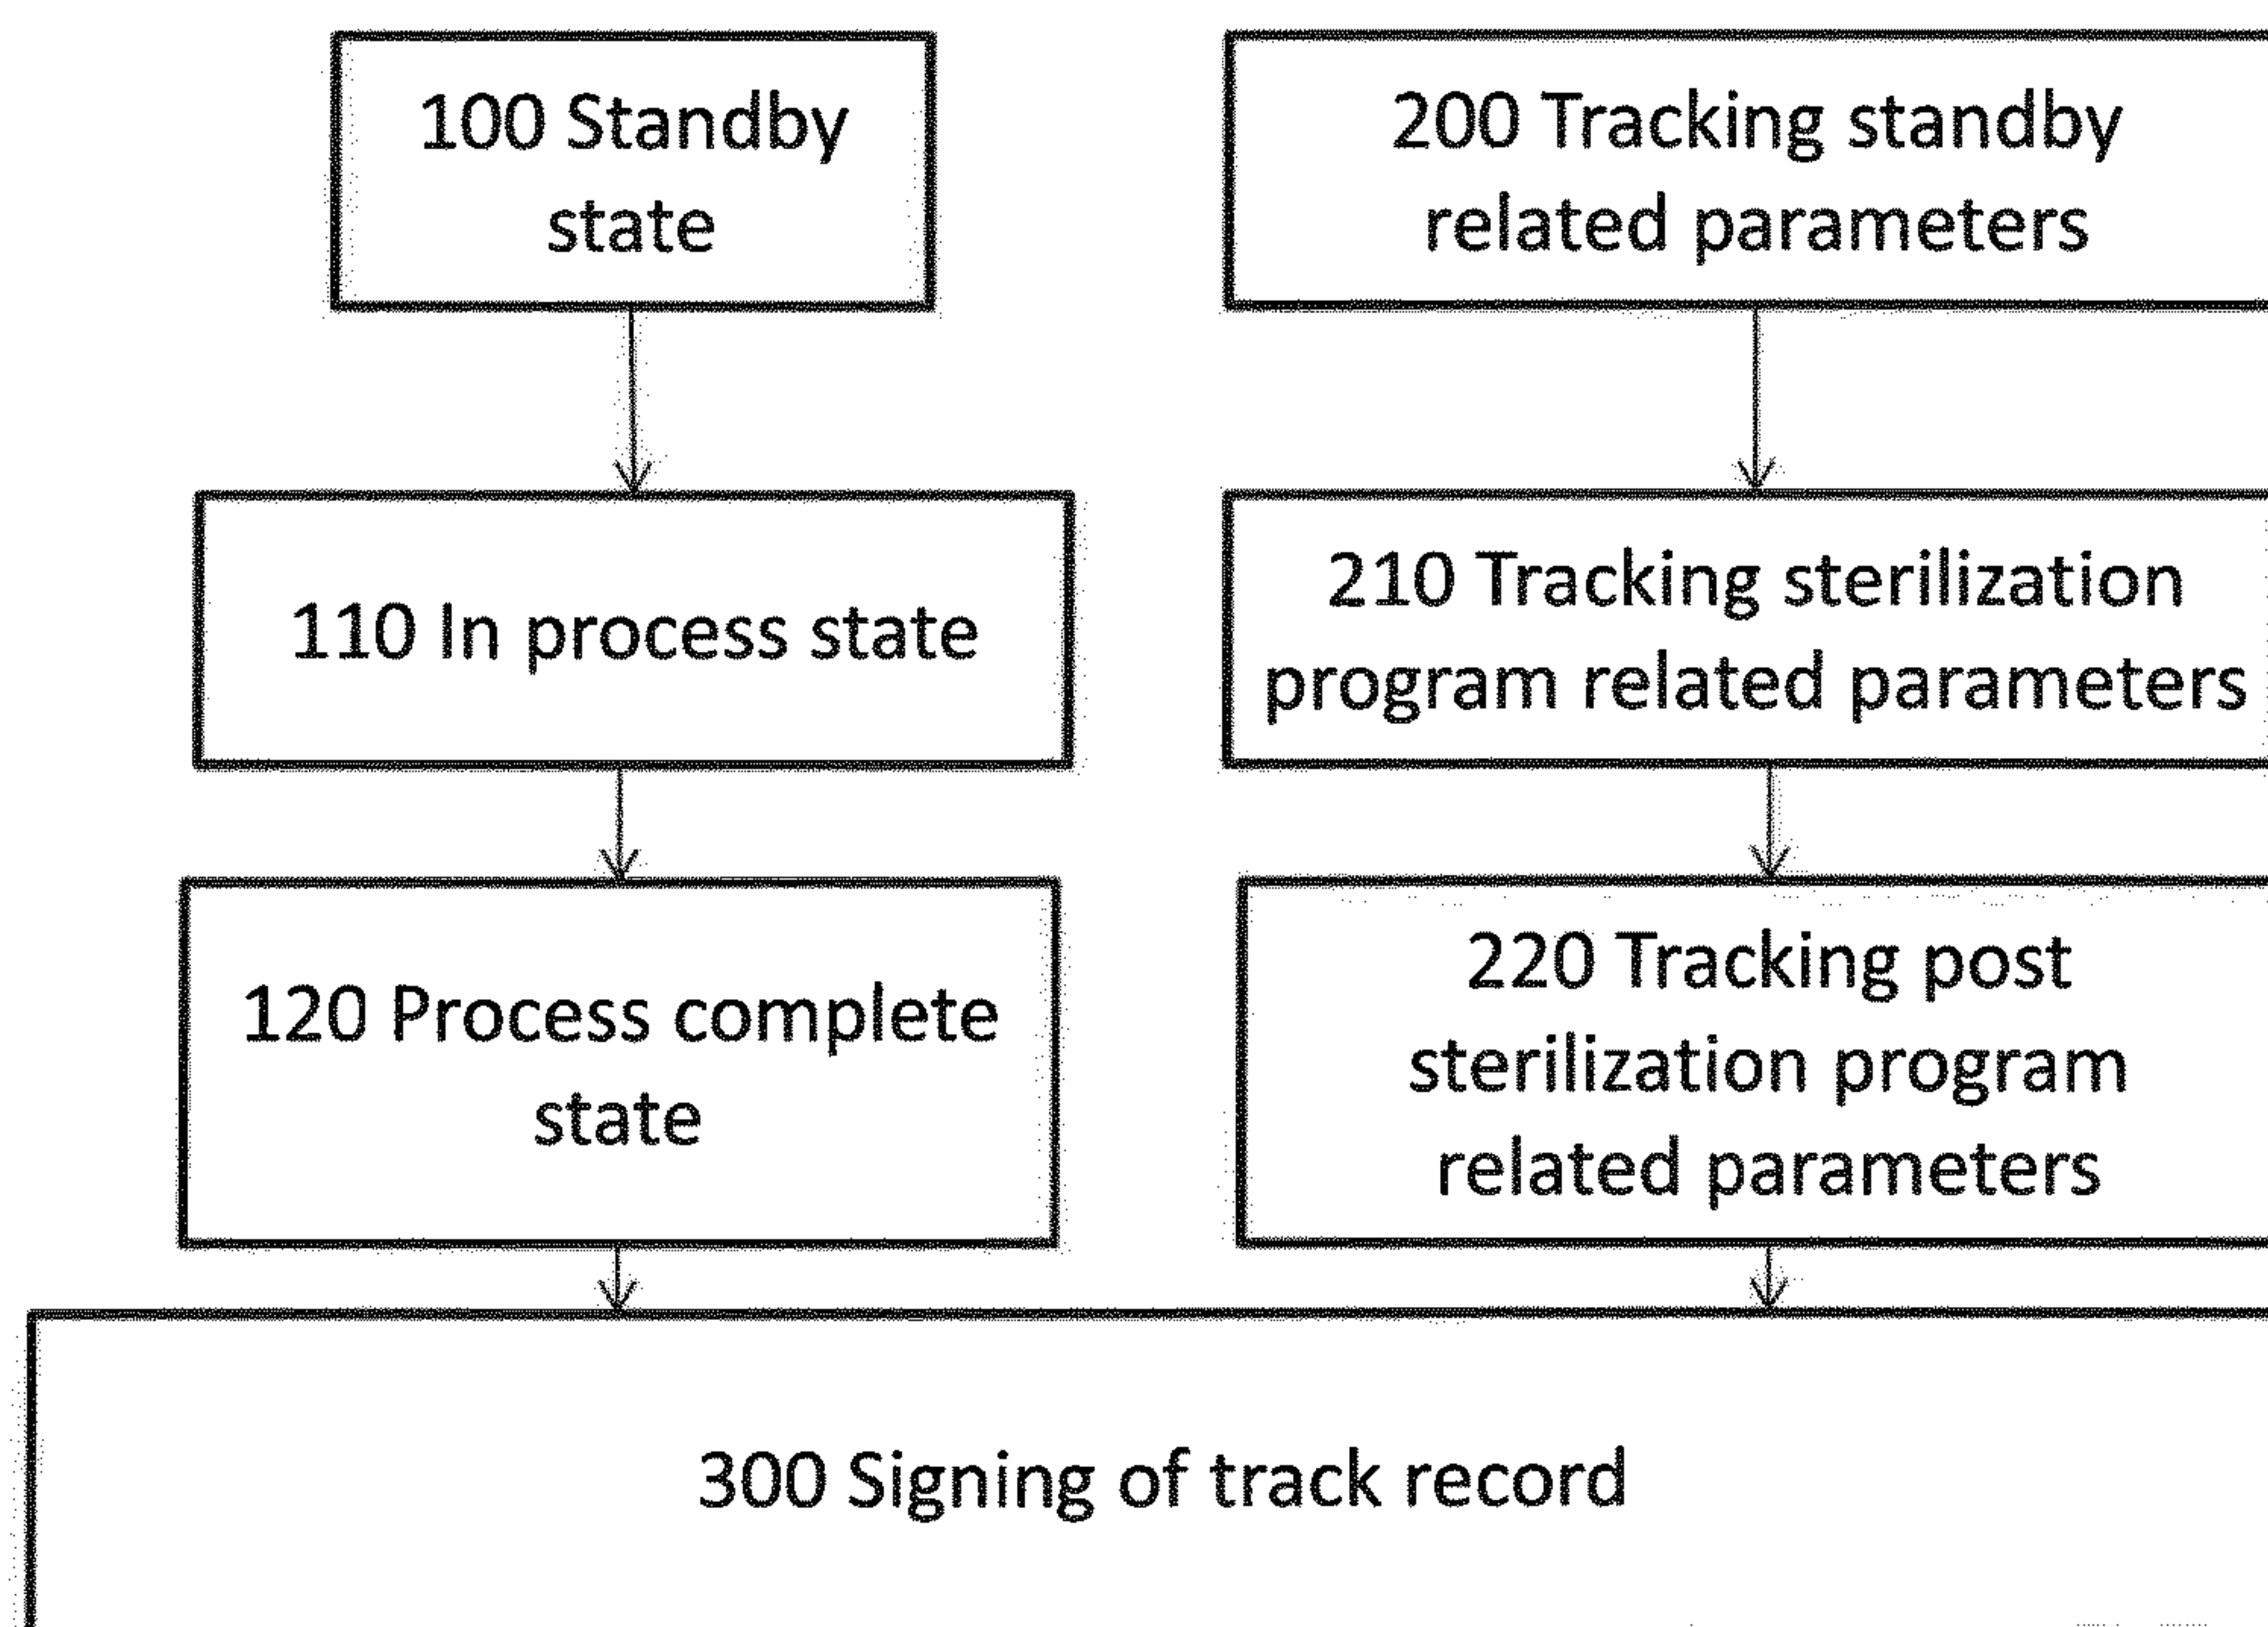 100 Standby
state
200 Tracking standby
related parameters
110 In process state
210 Tracking sterilization
program related parameters
120 Process complete
state
220 Tracking post
sterilization program
related parameters
300 Signing of track record